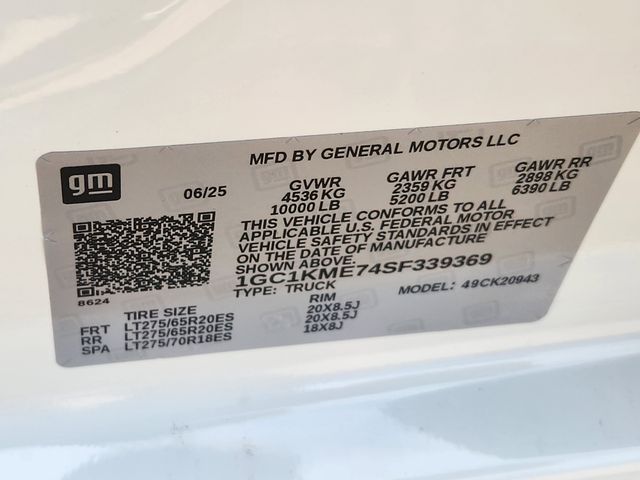 MFD BY GENERAL MOTORS LLC
gm
06/25
GVWR
4536 KG
10000 LB
GAWR FRT
2359 KG
5200 LB
GAWR RR
2898 KG
6390 LB
THIS VEHICLE CONFORMS TO ALL
APPLICABLE U.S. FEDERAL MOTOR
VEHICLE SAFETY STANDARDS IN EFFECT
ON THE DATE OF MANUFACTURE
SHOWN ABOVE.
1GC1KME74SF339369
TYPE: TRUCK
MODEL: 49CK20943
8624
TIRE SIZE RIM
FRT LT275/65R20ES 20X8.5J
RR LT275/65R20ES 20X8.5J
SPA LT275/70R18ES 18X8J